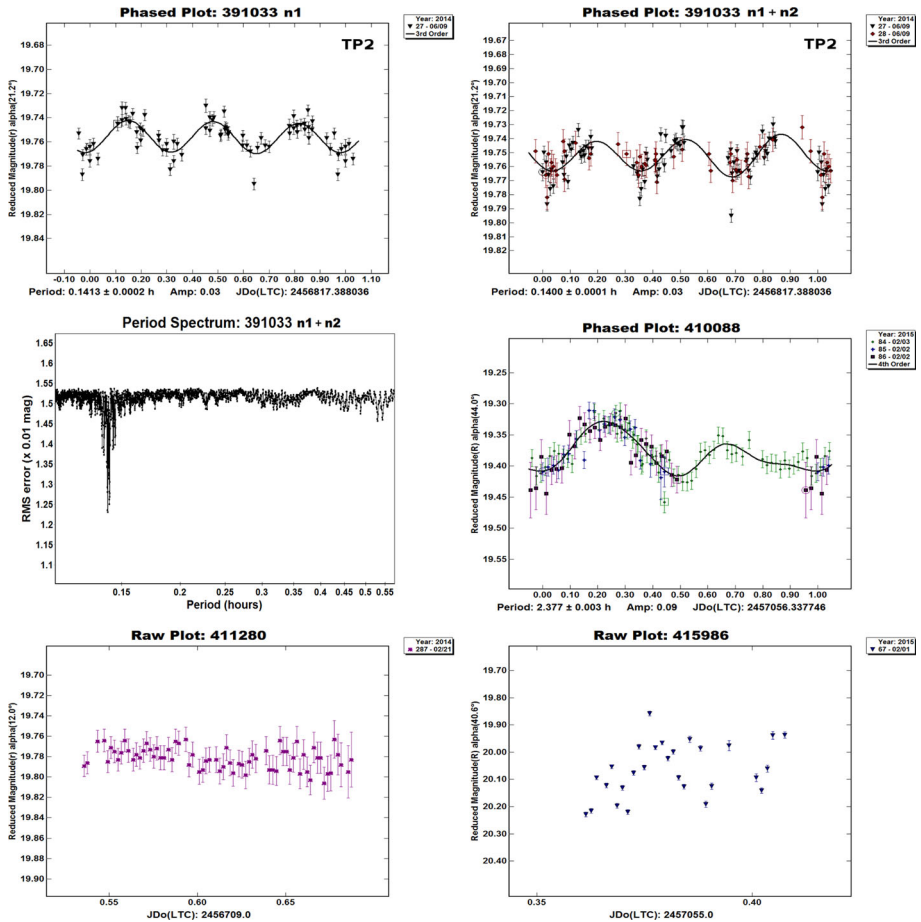 Phased Plot: 391033 n1
Year: 2014
27 - 06/09
3rd Order
TP2
Reduced Magnitude(r) alpha(21.2°)
19.68
19.70
19.72
19.74
19.76
19.78
19.80
19.82
19.84
-0.10 0.00 0.10 0.20 0.30 0.40 0.50 0.60 0.70 0.80 0.90 1.00 1.10
Period: 0.1413 ± 0.0002 h Amp: 0.03 JDo(LTC): 2456817.388036
Phased Plot: 391033 n1 + n2
Year: 2014
27 - 06/09
28 - 06/09
3rd Order
TP2
Reduced Magnitude(r) alpha(21.2°)
19.67
19.68
19.69
19.70
19.71
19.72
19.73
19.74
19.75
19.76
19.77
19.78
19.79
19.80
19.81
19.82
0.00 0.10 0.20 0.30 0.40 0.50 0.60 0.70 0.80 0.90 1.00
Period: 0.1400 ± 0.0001 h Amp: 0.03 JDo(LTC): 2456817.388036
Period Spectrum: 391033 n1 + n2
RMS error (x 0.01 mag)
1.65
1.6
1.55
1.5
1.45
1.4
1.35
1.3
1.25
1.2
1.15
1.1
0.15 0.2 0.25 0.3 0.35 0.4 0.45 0.5 0.55
Period (hours)
Phased Plot: 410088
Year: 2015
84 - 02/03
85 - 02/02
86 - 02/02
4th Order
Reduced Magnitude(R) alpha(44.0°)
19.25
19.30
19.35
19.40
19.45
19.50
19.55
0.00 0.10 0.20 0.30 0.40 0.50 0.60 0.70 0.80 0.90 1.00
Period: 2.377 ± 0.003 h Amp: 0.09 JDo(LTC): 2457056.337746
Raw Plot: 411280
Year: 2014
287 - 02/21
Reduced Magnitude(r) alpha(12.0°)
19.70
19.72
19.74
19.76
19.78
19.80
19.82
19.84
19.86
19.88
19.90
0.55 0.60 0.65
JDo(LTC): 2456709.0
Raw Plot: 415986
Year: 2015
67 - 02/01
Reduced Magnitude(R) alpha(40.6°)
19.70
19.80
19.90
20.00
20.10
20.20
20.30
20.40
0.35 0.40
JDo(LTC): 2457055.0